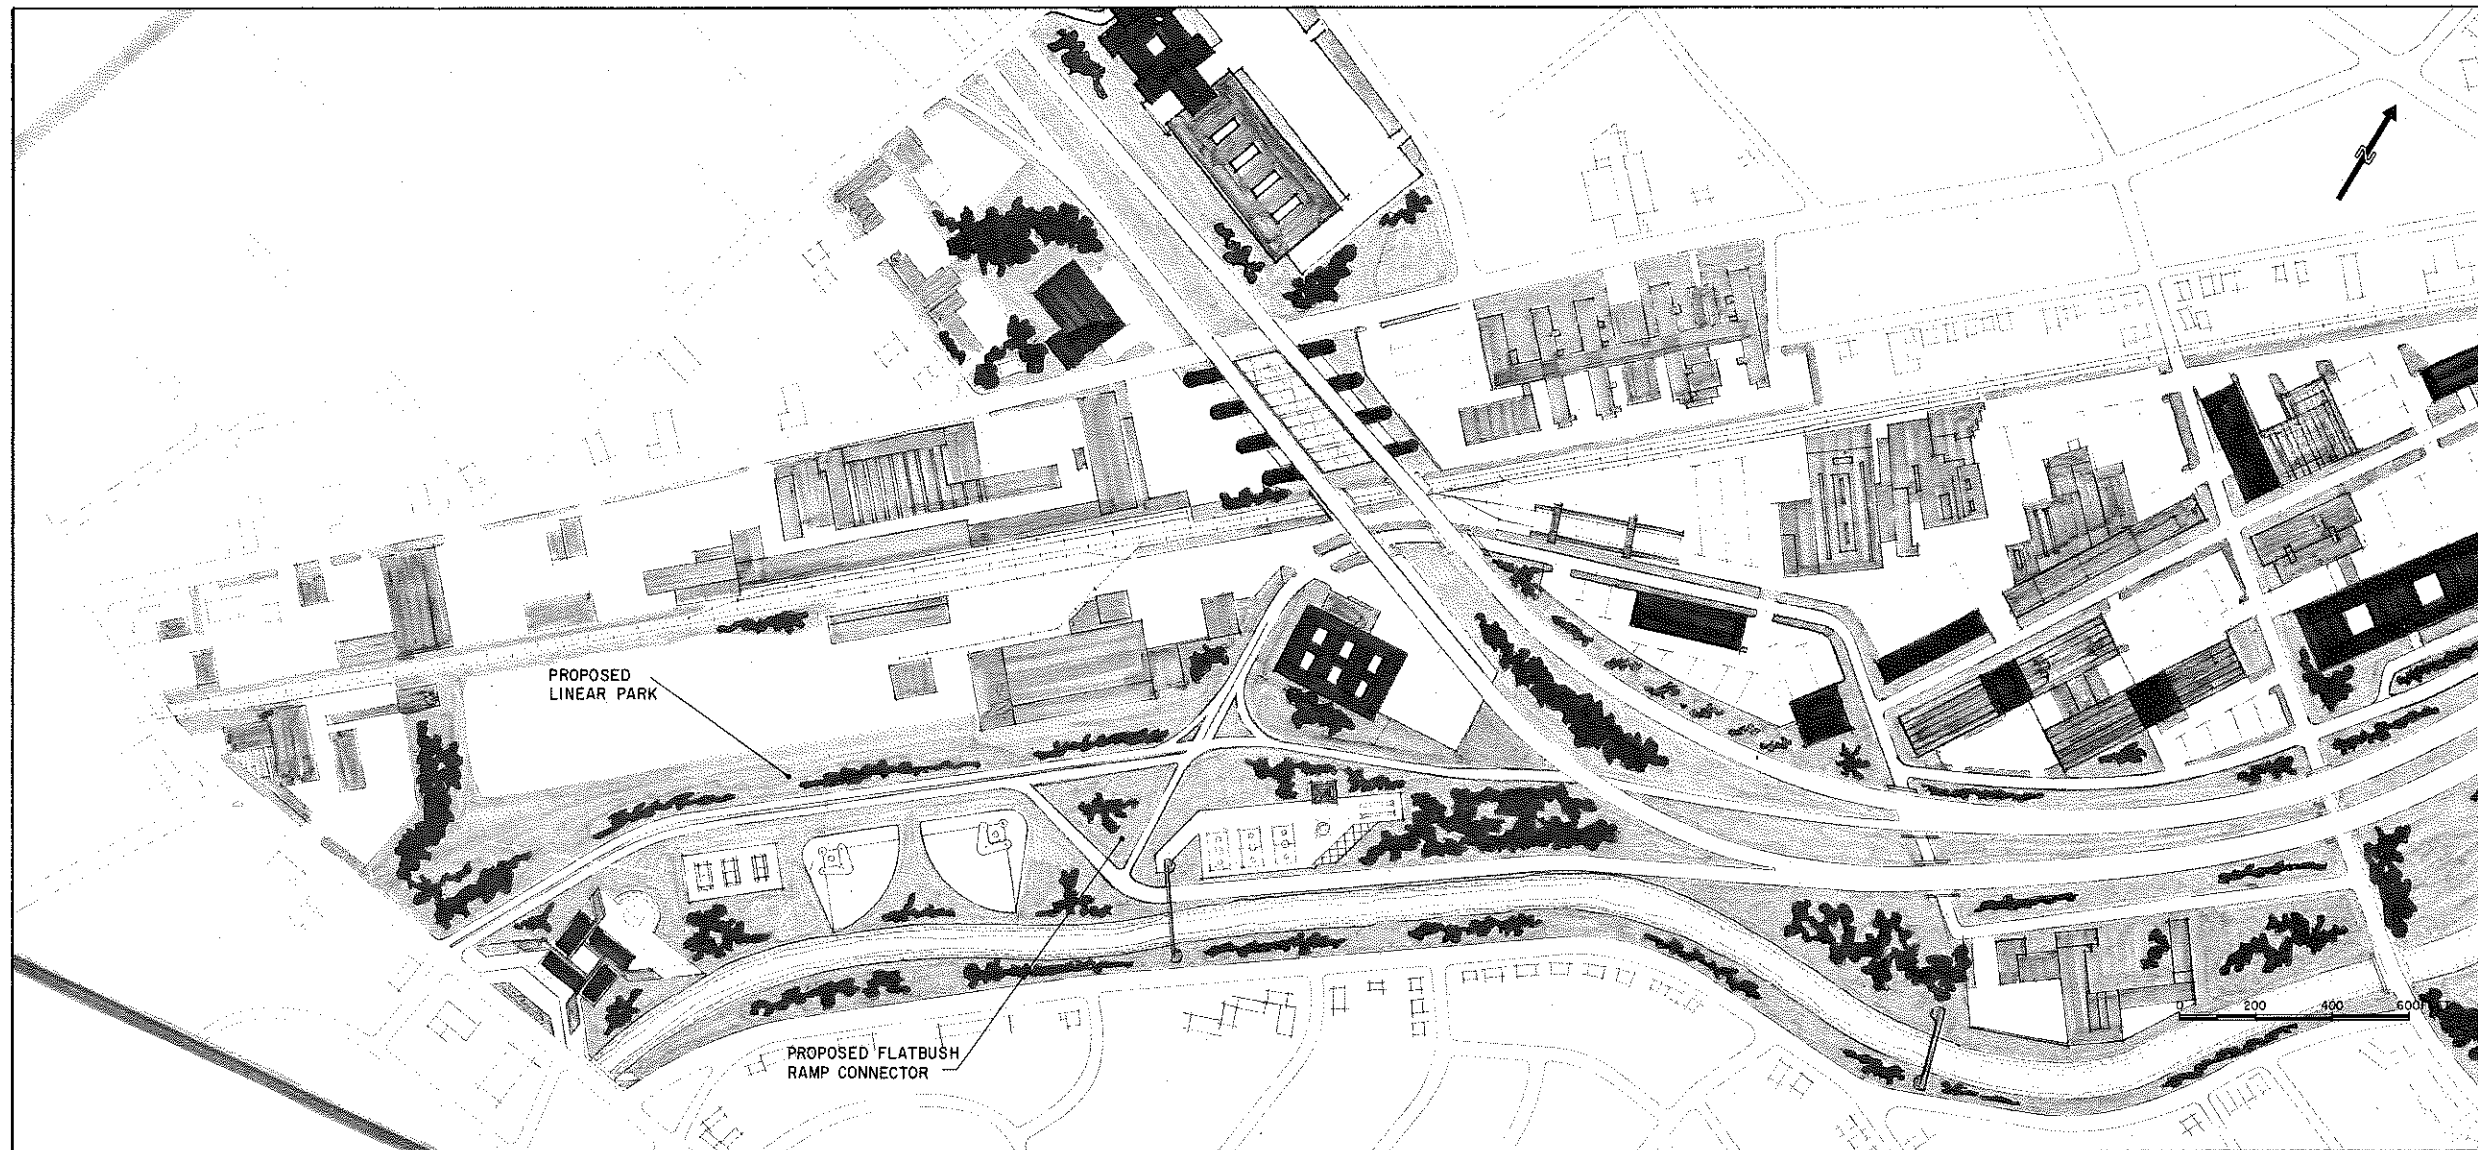 N
PROPOSED
LINEAR PARK
0 200 400 600
PROPOSED FLATBUSH
RAMP CONNECTOR